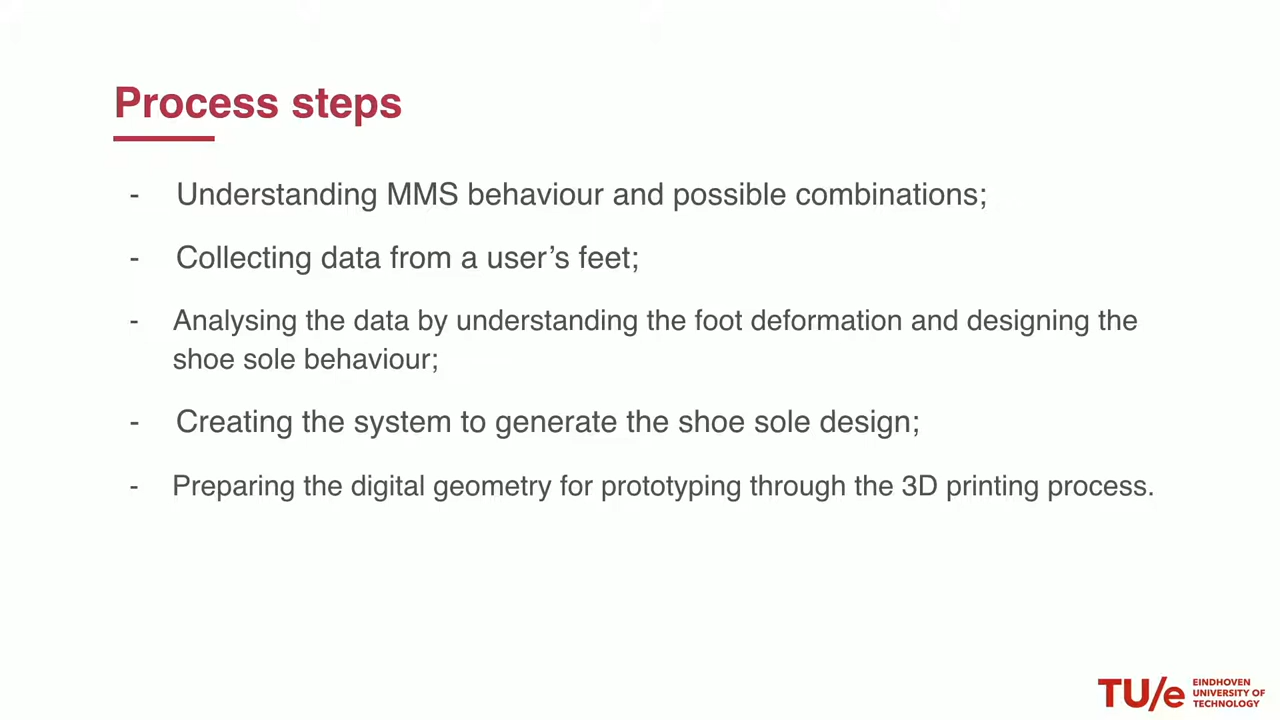 Process steps
- Understanding MMS behaviour and possible combinations;
- Collecting data from a user’s feet;
- Analysing the data by understanding the foot deformation and designing the
shoe sole behaviour;
- Creating the system to generate the shoe sole design;
- Preparing the digital geometry for prototyping through the 3D printing process.
TU/e
EINDHOVEN
UNIVERSITY OF
TECHNOLOGY